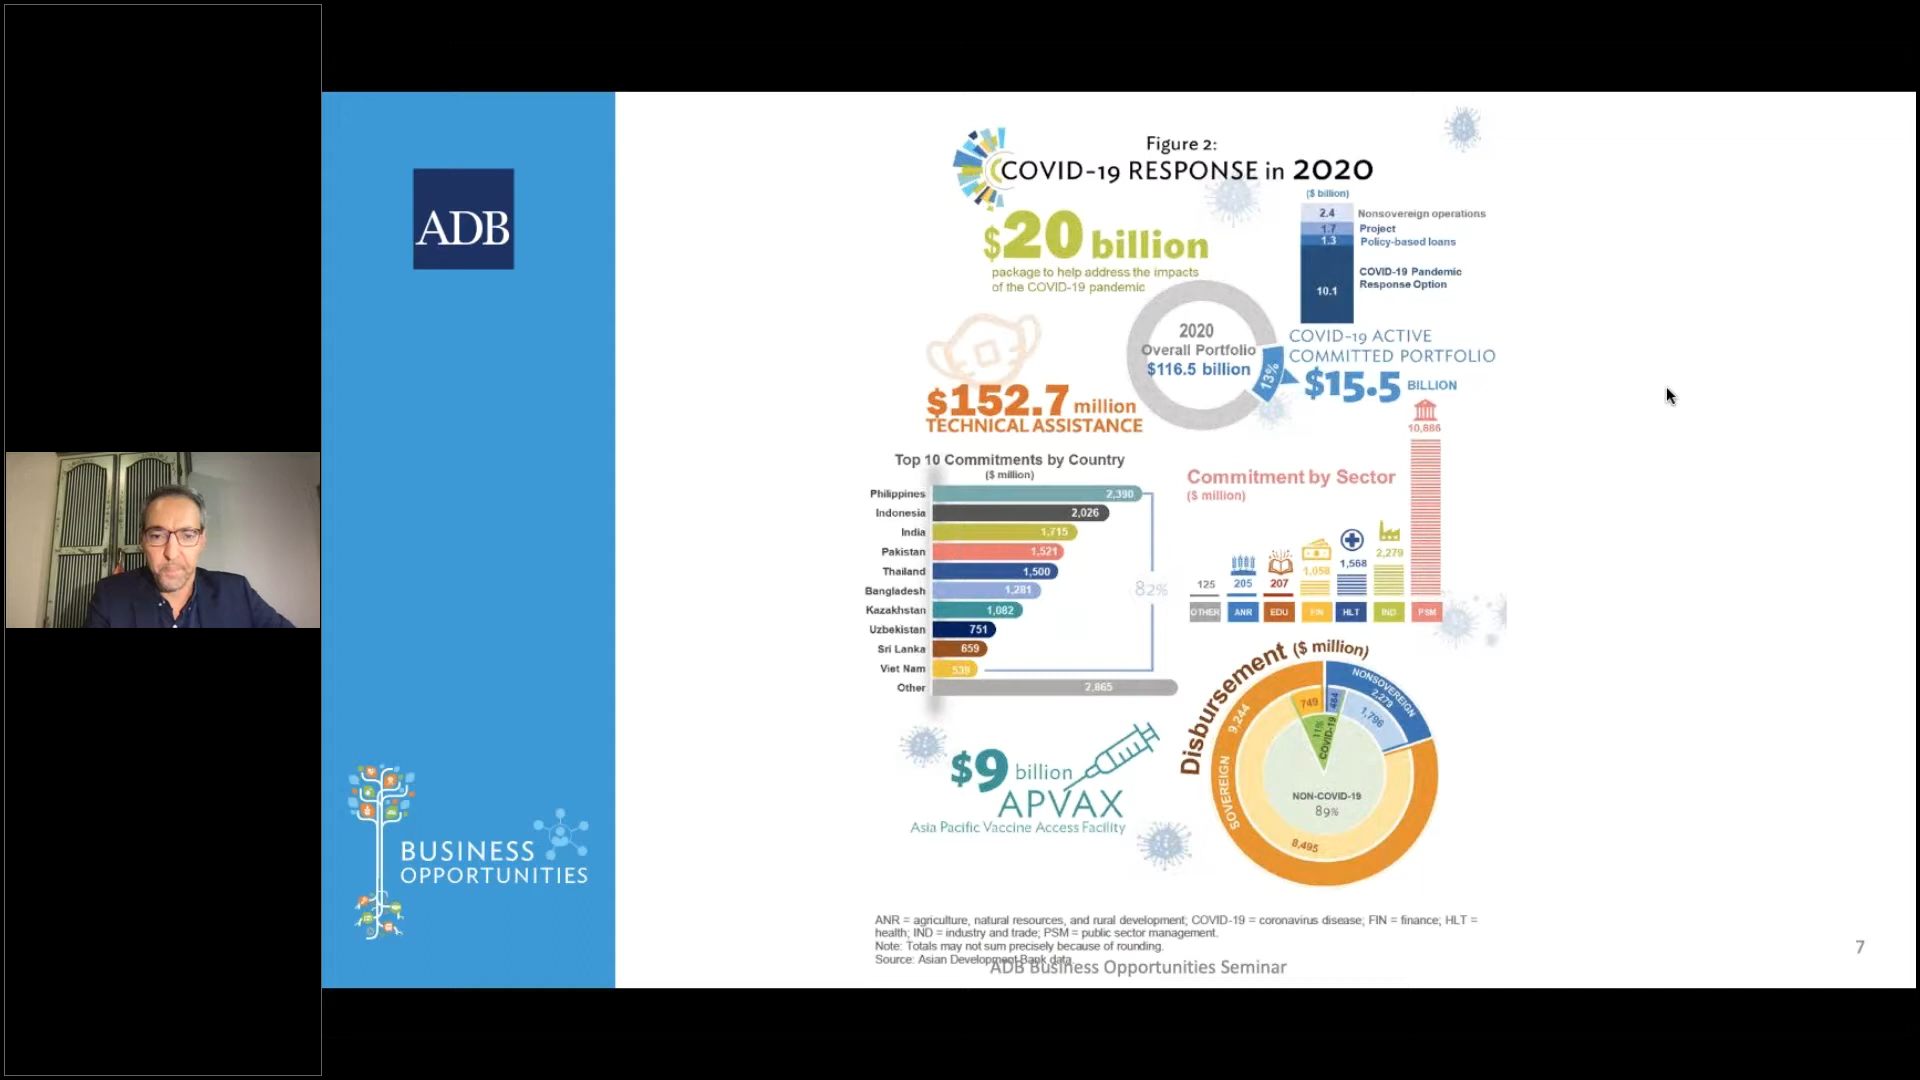 ADB
BUSINESS
OPPORTUNITIES
Figure 2:
COVID-19 RESPONSE in 2020
$20 billion
package to help address the impacts
of the COVID-19 pandemic
($ billion)
2.4 Nonsovereign operations
1.7 Project
1.3 Policy-based loans
10.1 COVID-19 Pandemic
Response Option
2020
Overall Portfolio
$116.5 billion
13%
COVID-19 ACTIVE
COMMITTED PORTFOLIO
$15.5 BILLION
$152.7 million
TECHNICAL ASSISTANCE
Top 10 Commitments by Country
($ million)
Philippines 2,390
Indonesia 2,026
India 1,715
Pakistan 1,521
Thailand 1,500
Bangladesh 1,281
Kazakhstan 1,082
Uzbekistan 751
Sri Lanka 659
Viet Nam 539
Other 2,865
82%
Commitment by Sector
($ million)
125 205 207 1,058 1,568 2,279 10,886
OTHER ANR EDU FIN HLT IND PSM
Disbursement ($ million)
SOVEREIGN 9,244
NONSOVEREIGN
2,279
749
484
1,796
11%
COVID-19
NON-COVID-19
89%
8,495
$9 billion
APVAX
Asia Pacific Vaccine Access Facility
ANR = agriculture, natural resources, and rural development; COVID-19 = coronavirus disease; FIN = finance; HLT =
health; IND = industry and trade; PSM = public sector management.
Note: Totals may not sum precisely because of rounding.
Source: Asian Development Bank data.
ADB Business Opportunities Seminar
7